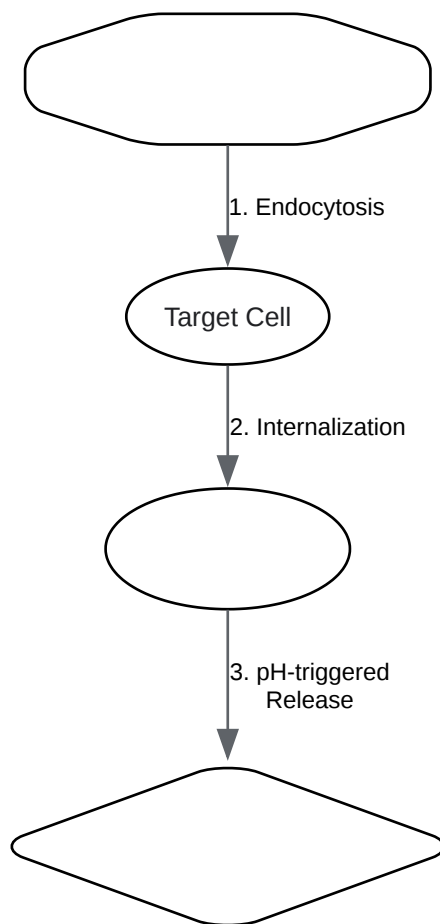 1. Endocytosis
Target Cell
2. Internalization
3. pH-triggered
Release